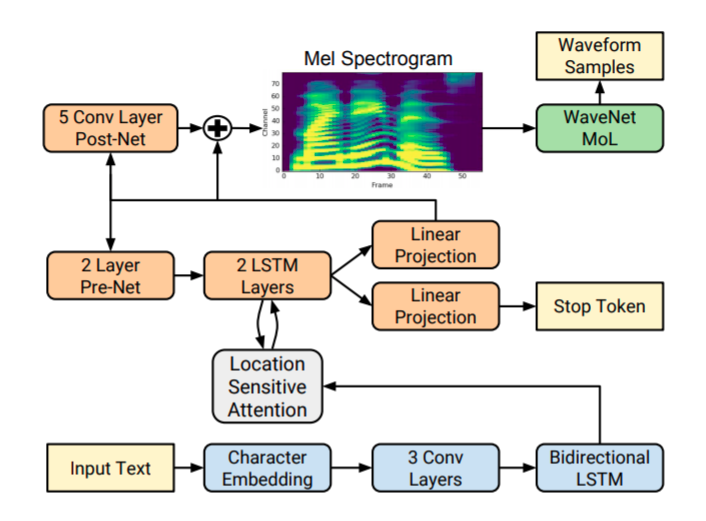 Mel Spectrogram
Waveform
Samples
5 Conv Layer
Post-Net
WaveNet
MoL
Channel
70
60
50
40
30
20
10
0
0 10 20 30 40 50
Frame
2 Layer
Pre-Net
2 LSTM
Layers
Linear
Projection
Linear
Projection
Stop Token
Location
Sensitive
Attention
Input Text
Character
Embedding
3 Conv
Layers
Bidirectional
LSTM